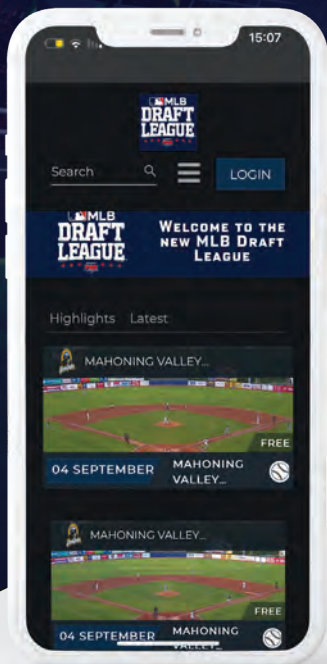 15:07
MLB
DRAFT
LEAGUE
Search
LOGIN
MLB
DRAFT
LEAGUE
WELCOME TO THE
NEW MLB DRAFT
LEAGUE
Highlights Latest
MAHONING VALLEY...
FREE
04 SEPTEMBER
MAHONING
VALLEY...
MAHONING VALLEY...
FREE
04 SEPTEMBER
MAHONING
VALLEY...